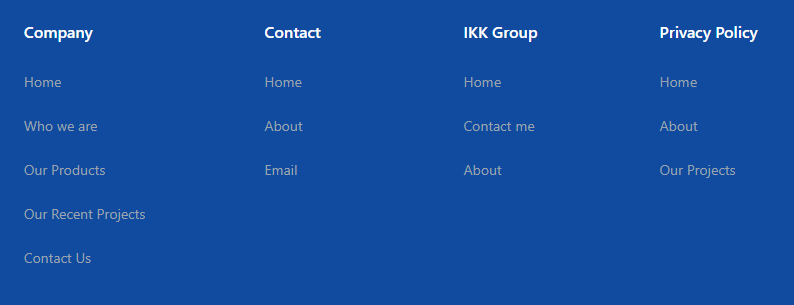 Company
Home
Who we are
Our Products
Our Recent Projects
Contact Us
Contact
Home
About
Email
IKK Group
Home
Contact me
About
Privacy Policy
Home
About
Our Projects